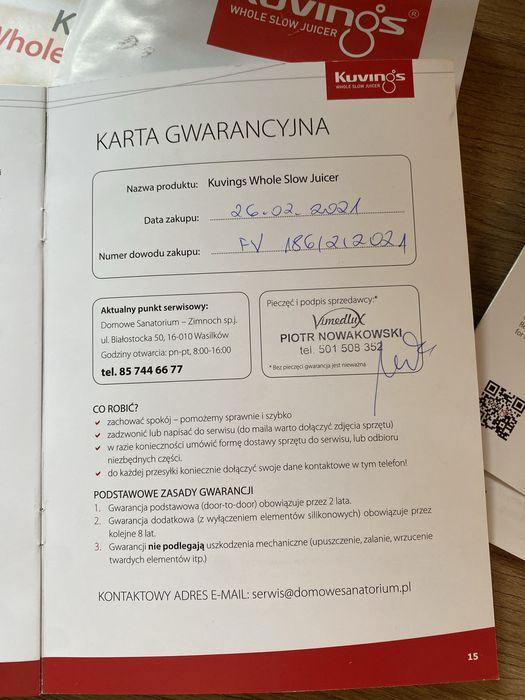 K
Whole
Kuvings®
WHOLE SLOW JUICER
Kuvings
WHOLE SLOW JUICER
KARTA GWARANCYJNA
Nazwa produktu: Kuvings Whole Slow Juicer
Data zakupu: 26.02.2021
Numer dowodu zakupu: FV 186/2/2021
Aktualny punkt serwisowy:
Domowe Sanatorium – Zimnoch sp.j.
ul. Białostocka 50, 16-010 Wasilków
Godziny otwarcia: pn-pt, 8:00-16:00
tel. 85 744 66 77
Pieczęć i podpis sprzedawcy:*
Vimedlux
PIOTR NOWAKOWSKI
tel. 501 508 352
* Bez pieczęci gwarancja jest nieważna
CO ROBIĆ?
zachować spokój – pomożemy sprawnie i szybko
zadzwonić lub napisać do serwisu (do maila warto dołączyć zdjęcia sprzętu)
w razie konieczności umówić formę dostawy sprzętu do serwisu, lub odbioru
niezbędnych części.
do każdej przesyłki koniecznie dołączyć swoje dane kontaktowe w tym telefon!
PODSTAWOWE ZASADY GWARANCJI
1. Gwarancja podstawowa (door-to-door) obowiązuje przez 2 lata.
2. Gwarancja dodatkowa (z wyłączeniem elementów silikonowych) obowiązuje przez
kolejne 8 lat.
3. Gwarancji nie podlegają uszkodzenia mechaniczne (upuszczenie, zalanie, wrzucenie
twardych elementów itp.)
KONTAKTOWY ADRES E-MAIL: serwis@domowesanatorium.pl
15